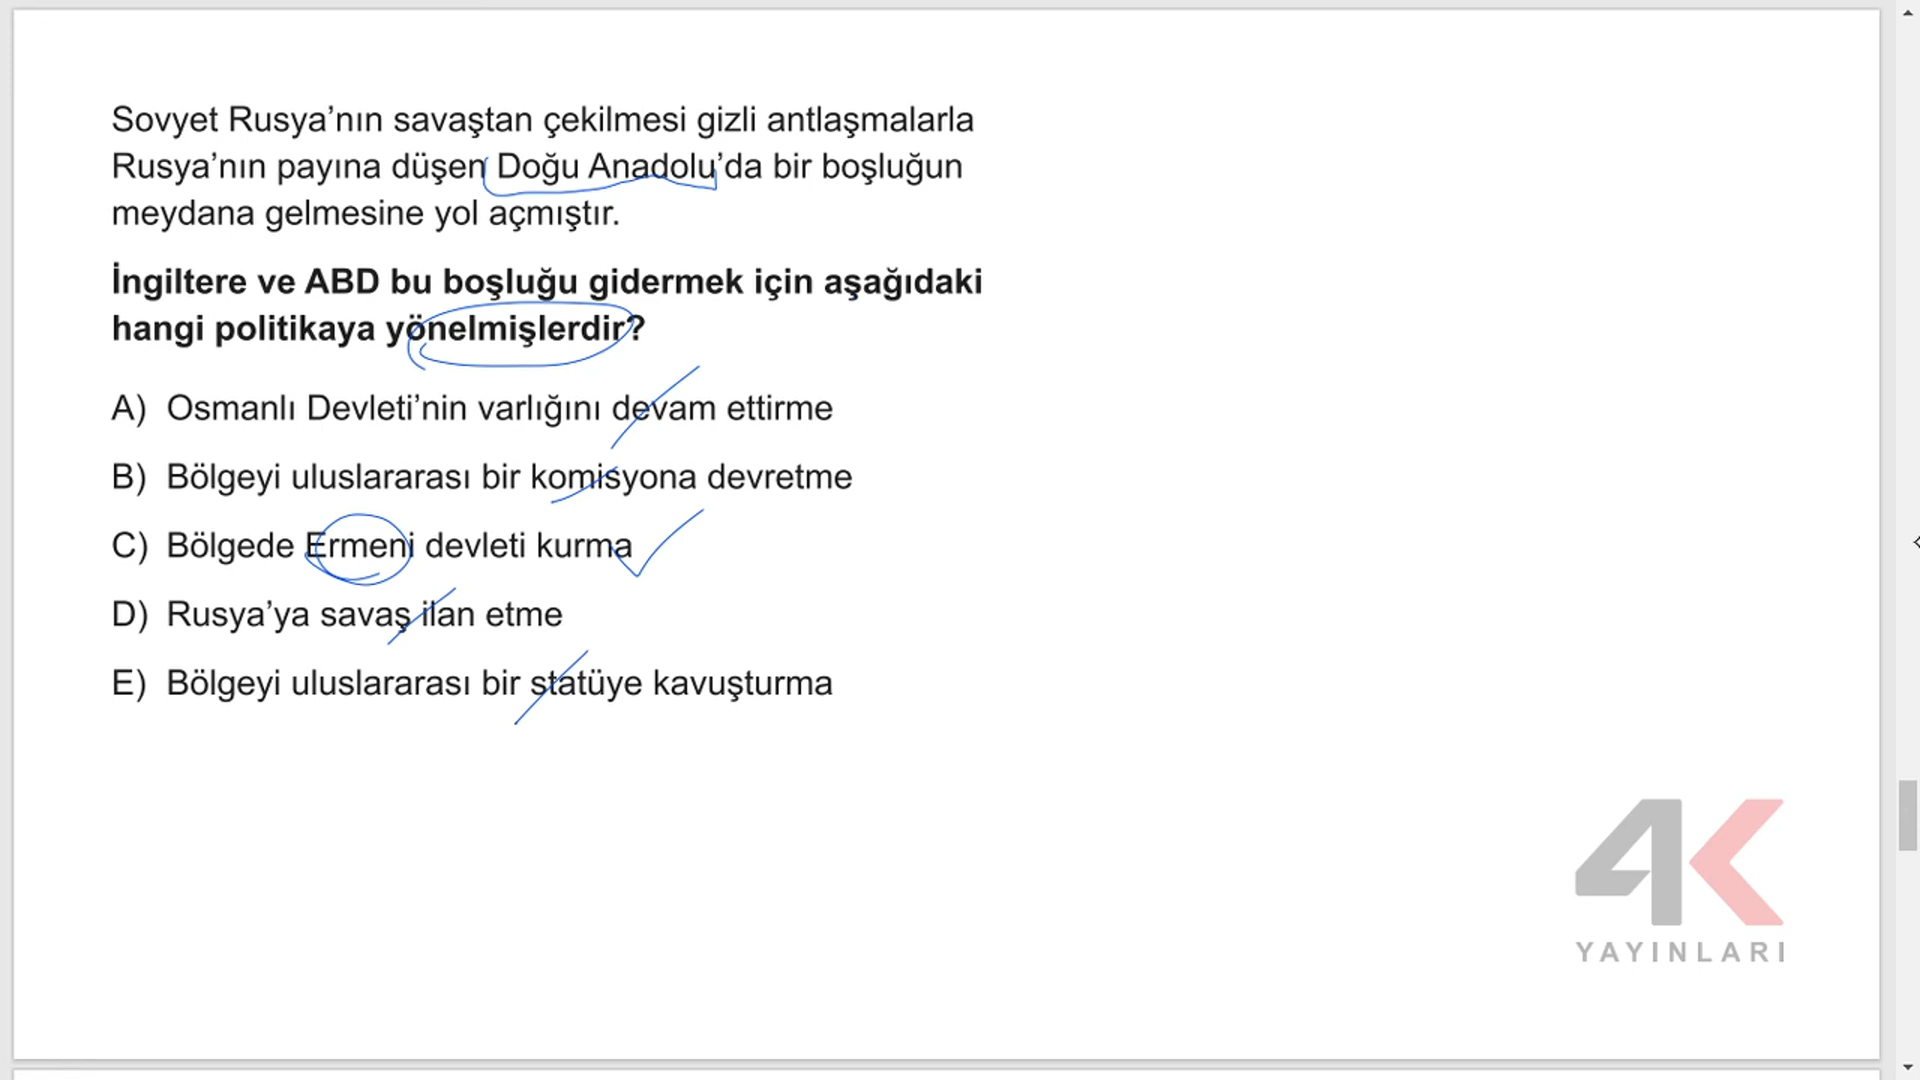 Sovyet Rusya’nın savaştan çekilmesi gizli antlaşmalarla
Rusya’nın payına düşen Doğu Anadolu’da bir boşluğun
meydana gelmesine yol açmıştır.
İngiltere ve ABD bu boşluğu gidermek için aşağıdaki
hangi politikaya yönelmişlerdir?
A) Osmanlı Devleti’nin varlığını devam ettirme
B) Bölgeyi uluslararası bir komisyona devretme
C) Bölgede Ermeni devleti kurma
D) Rusya’ya savaş ilan etme
E) Bölgeyi uluslararası bir statüye kavuşturma
4K
YAYINLARI